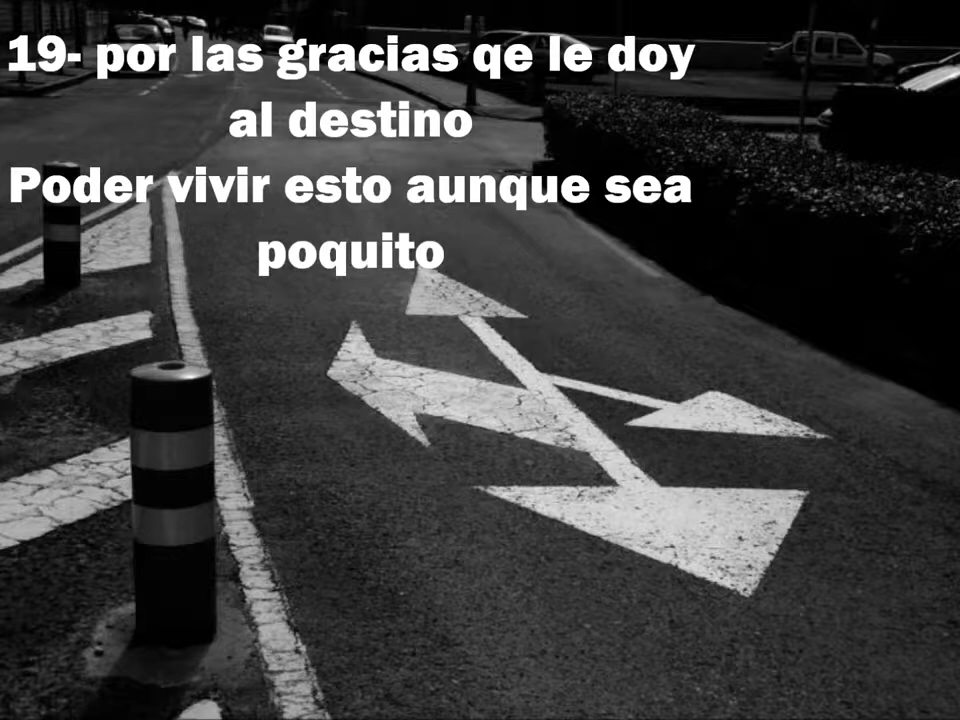 19- por las gracias qe le doy
al destino
Poder vivir esto aunque sea
poquito